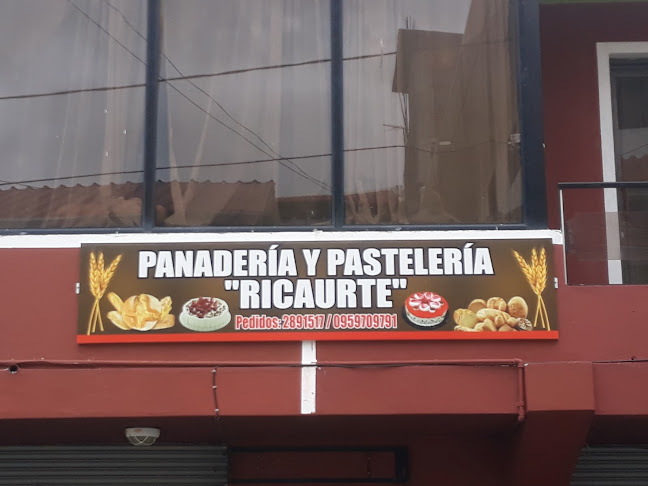 PANADERÍA Y PASTELERÍA
"RICAURTE"
Pedidos: 2891517 / 0959709791